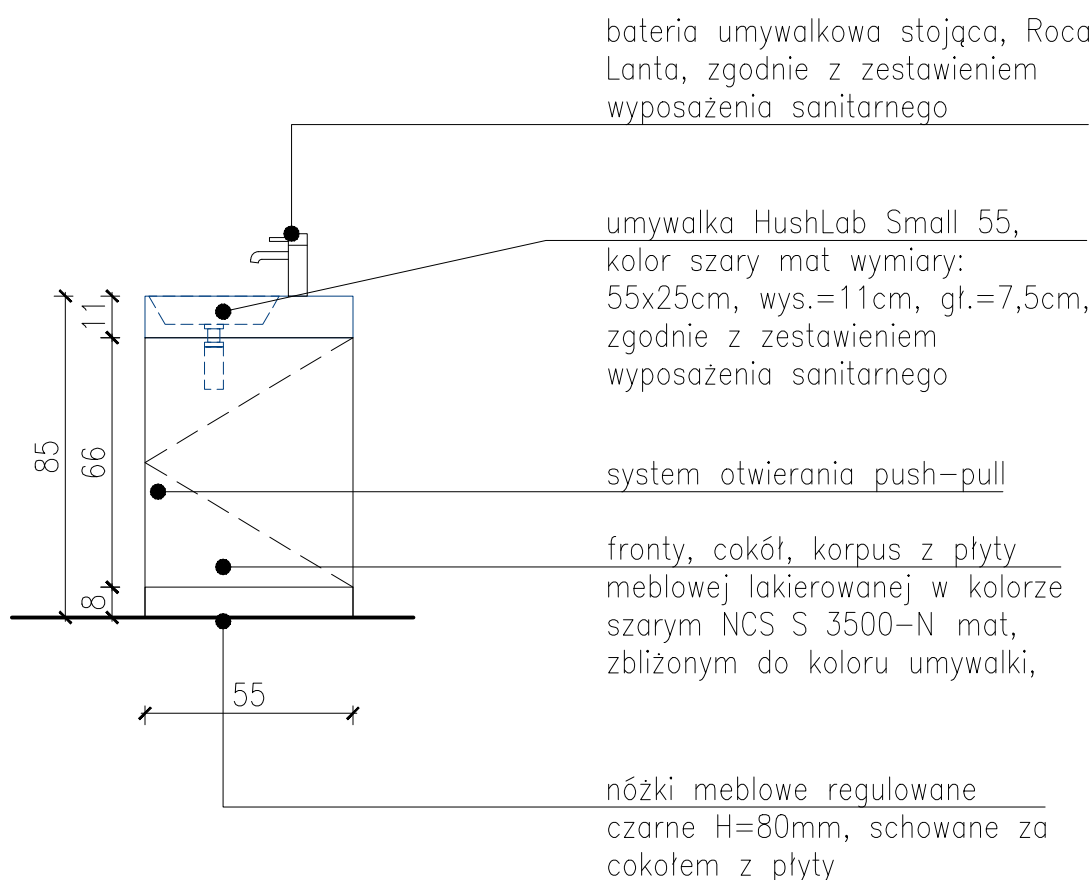 bateria umywalkowa stojąca, Roca
Lanta, zgodnie z zestawieniem
wyposażenia sanitarnego
umywalka HushLab Small 55,
kolor szary mat wymiary:
55x25cm, wys.=11cm, gł.=7,5cm,
zgodnie z zestawieniem
wyposażenia sanitarnego
11
85
66
system otwierania push-pull
fronty, cokół, korpus z płyty
meblowej lakierowanej w kolorze
szarym NCS S 3500-N mat,
zbliżonym do koloru umywalki,
8
55
nóżki meblowe regulowane
czarne H=80mm, schowane za
cokołem z płyty